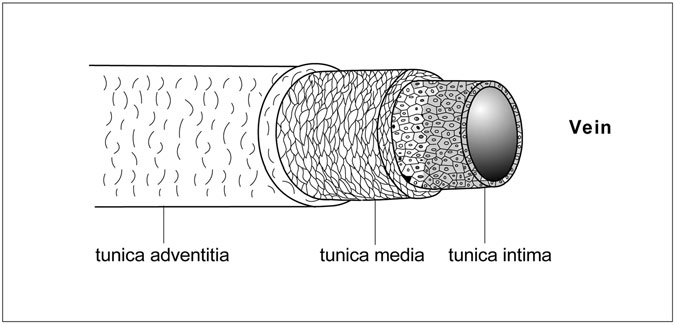 Vein
tunica adventitia
tunica media
tunica intima